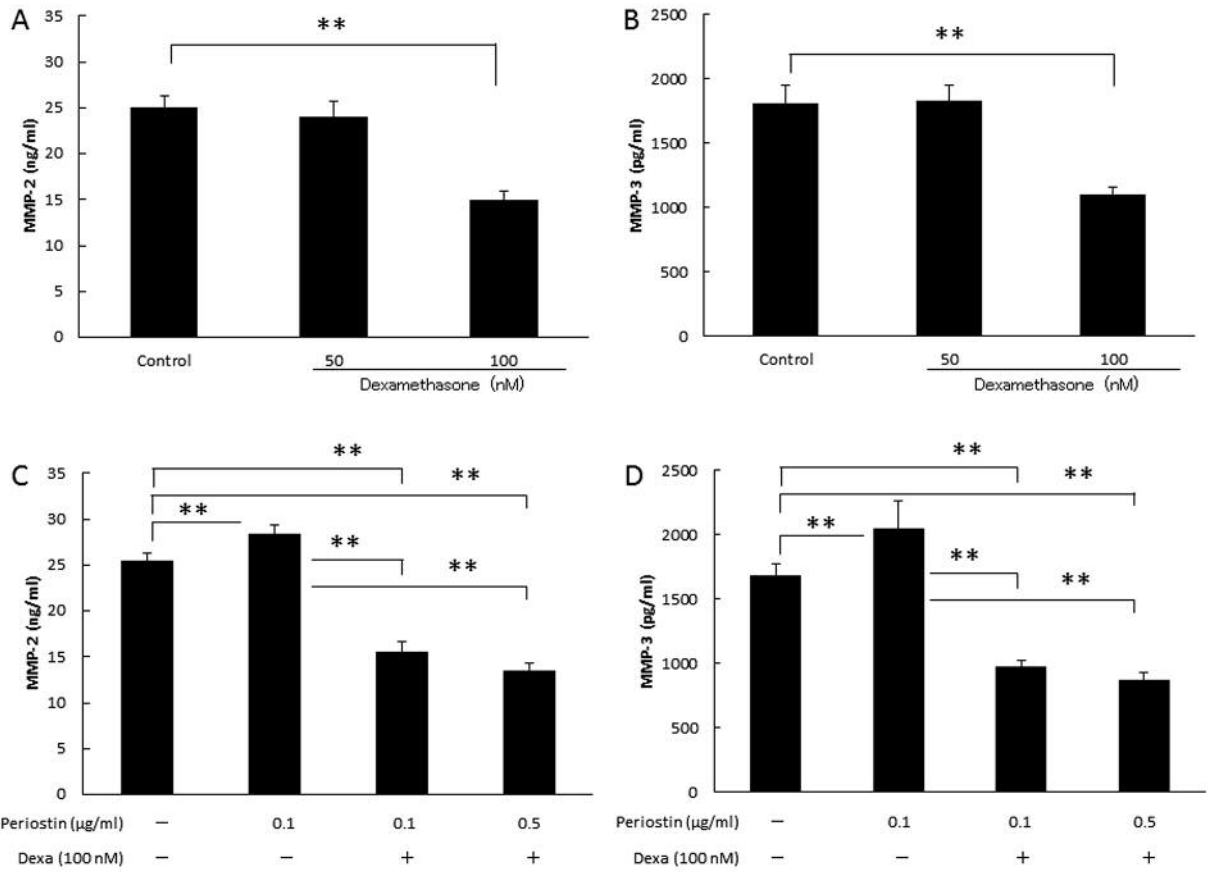 A
MMP-2 (ng/ml)
35
30
25
20
15
10
5
0
**
Control
50
100
Dexamethasone (nM)
B
MMP-3 (pg/ml)
2500
2000
1500
1000
500
0
**
Control
50
100
Dexamethasone (nM)
C
MMP-2 (ng/ml)
35
30
25
20
15
10
5
0
**
**
**
**
**
Periostin (μg/ml) − 0.1 0.1 0.5
Dexa (100 nM) − − + +
D
MMP-3 (pg/ml)
2500
2000
1500
1000
500
0
**
**
**
**
**
Periostin (μg/ml) − 0.1 0.1 0.5
Dexa (100 nM) − − + +